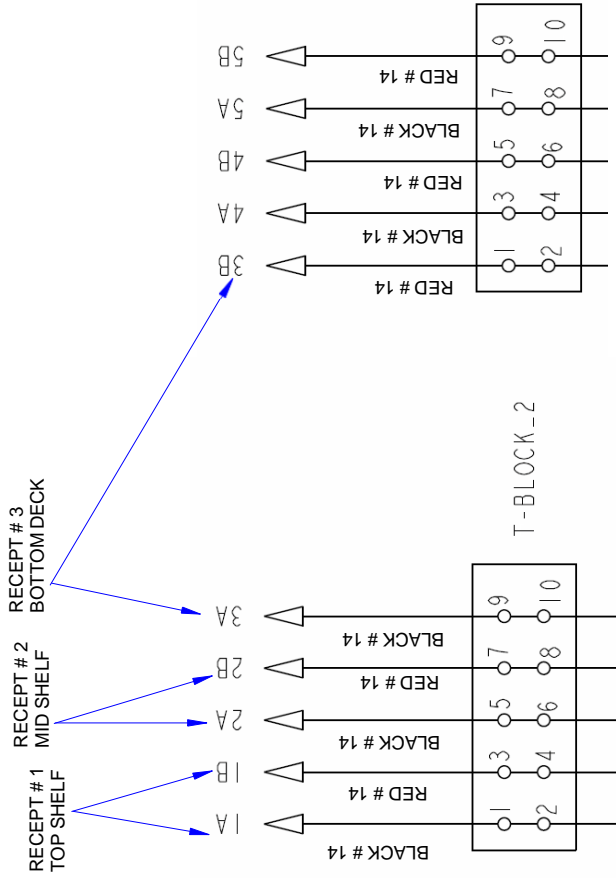 5B
RED # 14
9
10
5A
BLACK # 14
7
8
4B
RED # 14
5
6
4A
BLACK # 14
3
4
3B
RED # 14
1
2
RECEPT # 3
BOTTOM DECK
T-BLOCK_2
3A
BLACK # 14
9
10
RECEPT # 2
MID SHELF
2B
RED # 14
7
8
2A
BLACK # 14
5
6
RECEPT # 1
TOP SHELF
1B
RED # 14
3
4
1A
BLACK # 14
1
2